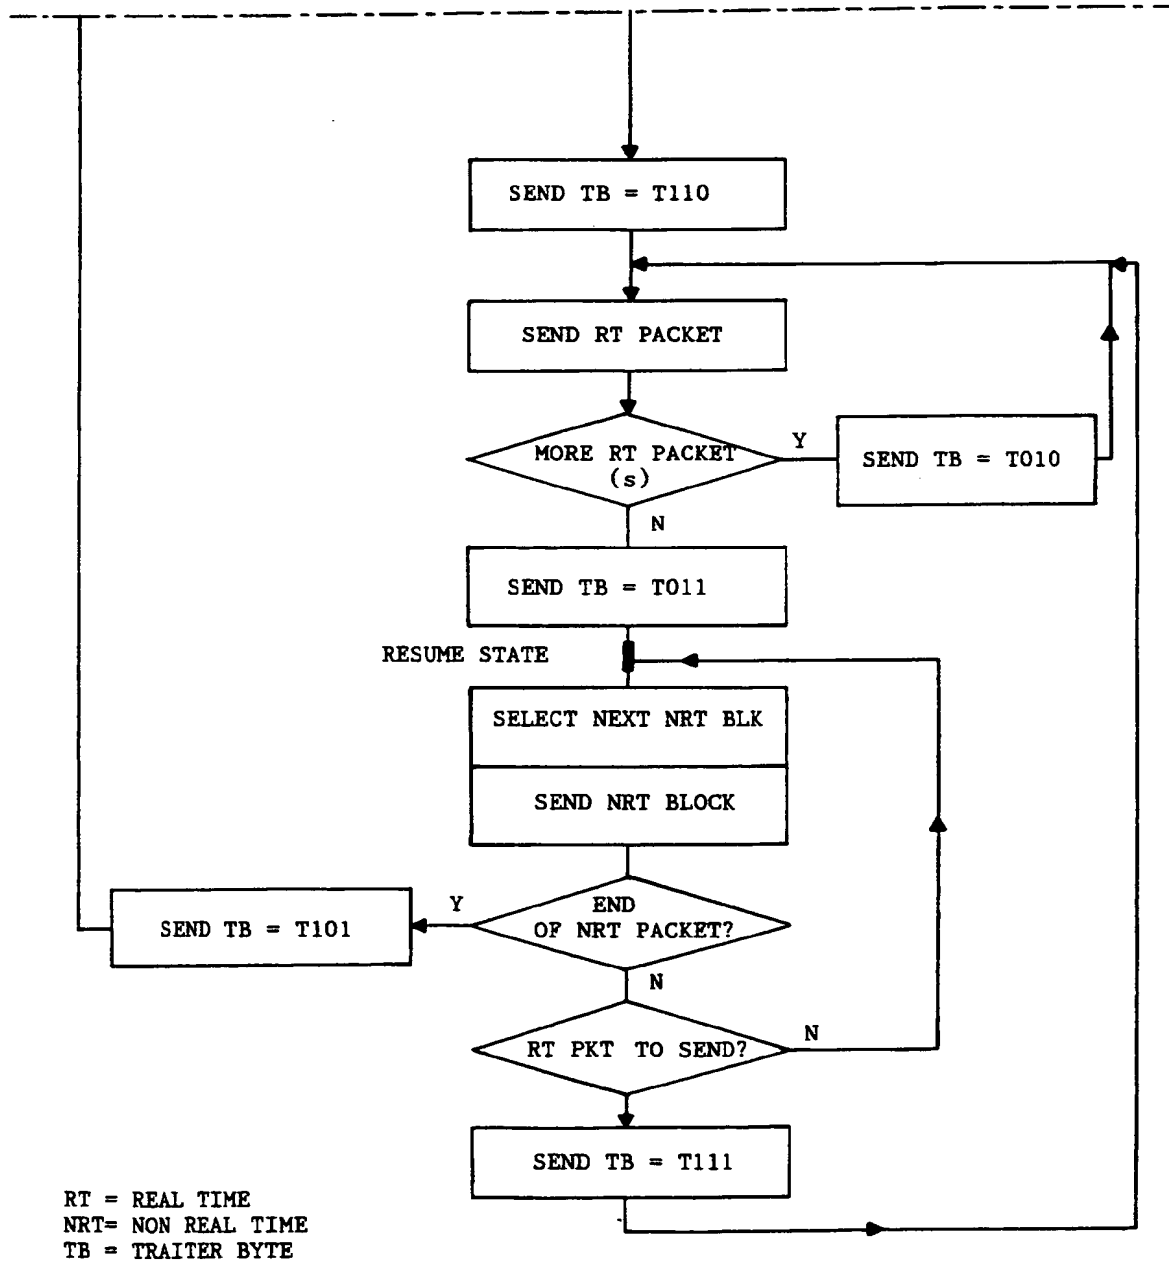 SEND TB = T110
SEND RT PACKET
MORE RT PACKET
(s)
Y
SEND TB = T010
N
SEND TB = T011
RESUME STATE
SELECT NEXT NRT BLK
SEND NRT BLOCK
END
OF NRT PACKET?
Y
SEND TB = T101
N
RT PKT TO SEND?
N
SEND TB = T111
RT = REAL TIME
NRT= NON REAL TIME
TB = TRAITER BYTE